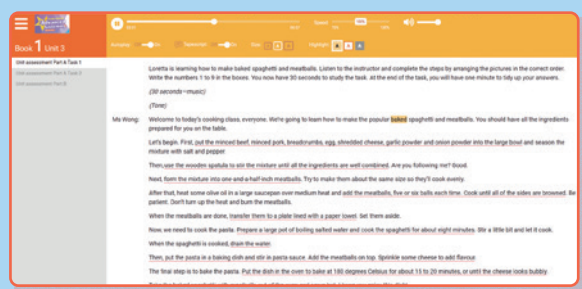 Book 1 Unit 3
Speed
Autoplay
Tapescript
Size
Highlight
Unit assessment Part A Task 1
Unit assessment Part A Task 2
Unit assessment Part B
Loretta is learning how to make baked spaghetti and meatballs. Listen to the instructor and complete the steps by arranging the pictures in the correct order.
Write the numbers 1 to 9 in the boxes. You now have 30 seconds to study the task. At the end of the task, you will have one minute to tidy up your answers.
(30 seconds–music)
(Tone)
Ms Wong: Welcome to today's cooking class, everyone. We're going to learn how to make the popular baked spaghetti and meatballs. You should have all the ingredients
prepared for you on the table.
Let's begin. First, put the minced beef, minced pork, breadcrumbs, egg, shredded cheese, garlic powder and onion powder into the large bowl and season the
mixture with salt and pepper.
Then, use the wooden spatula to stir the mixture until all the ingredients are well combined. Are you following me? Good.
Next, form the mixture into one-and-a-half-inch meatballs. Try to make them about the same size so they'll cook evenly.
After that, heat some olive oil in a large saucepan over medium heat and add the meatballs, five or six balls each time. Cook until all of the sides are browned. Be
patient. Don't turn up the heat and burn the meatballs.
When the meatballs are done, transfer them to a plate lined with a paper towel. Set them aside.
Now, we need to cook the pasta. Prepare a large pot of boiling salted water and cook the spaghetti for about eight minutes. Stir a little bit and let it cook.
When the spaghetti is cooked, drain the water.
Then, put the pasta in a baking dish and stir in pasta sauce. Add the meatballs on top. Sprinkle some cheese to add flavour.
The final step is to bake the pasta. Put the dish in the oven to bake at 180 degrees Celsius for about 15 to 20 minutes, or until the cheese looks bubbly.